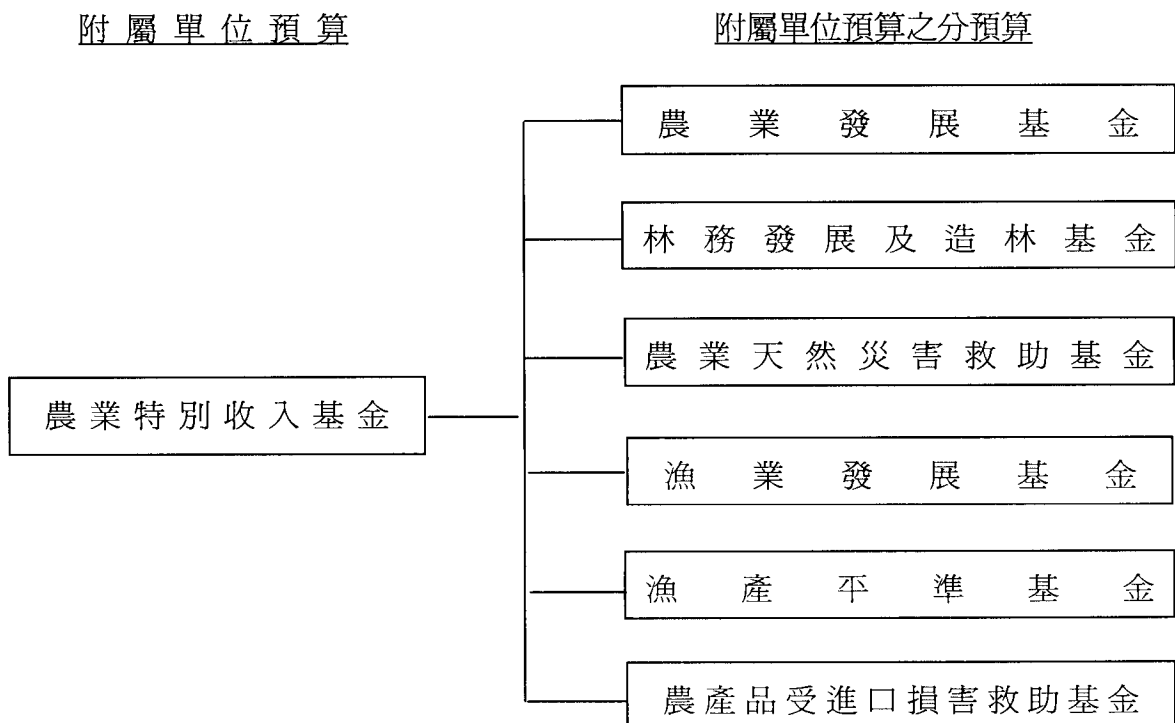 附屬單位預算
附屬單位預算之分預算
農業發展基金
林務發展及造林基金
農業天然災害救助基金
農業特別收入基金
漁業發展基金
漁產平準基金
農產品受進口損害救助基金